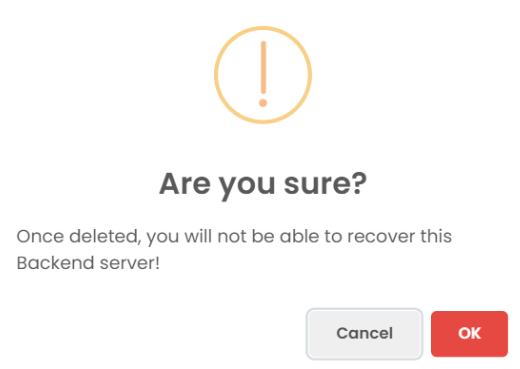 Are you sure?
Once deleted, you will not be able to recover this
Backend server!
Cancel
OK